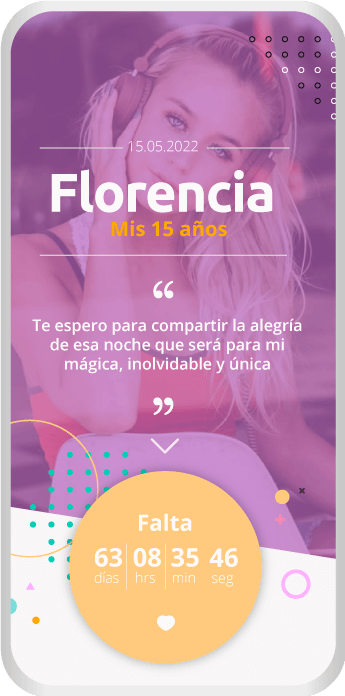 15.05.2022
Florencia
Mis 15 años
“
Te espero para compartir la alegría
de esa noche que será para mi
mágica, inolvidable y única
”
Falta
63 08 35 46
días hrs min seg